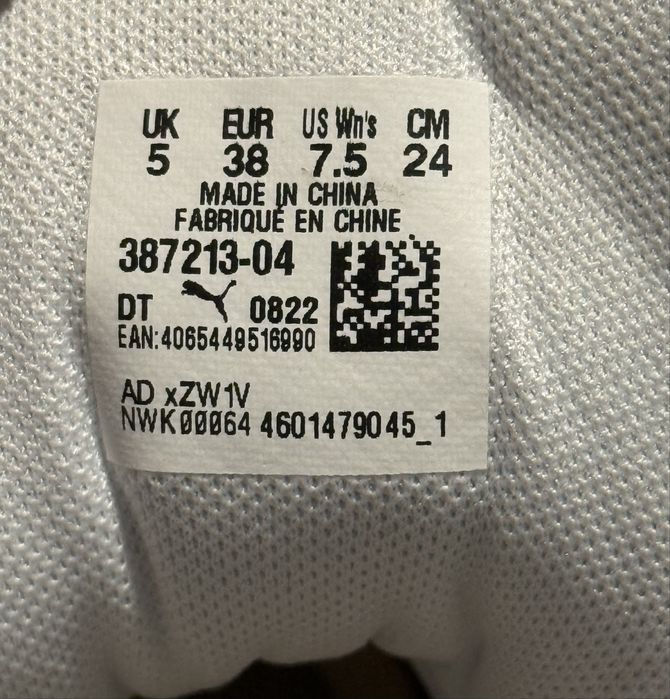 UK EUR US Wn's CM
5 38 7.5 24
MADE IN CHINA
FABRIQUÉ EN CHINE
387213-04
DT 0822
EAN:4065449516990
AD xZW1V
NWK00064 4601479045_1